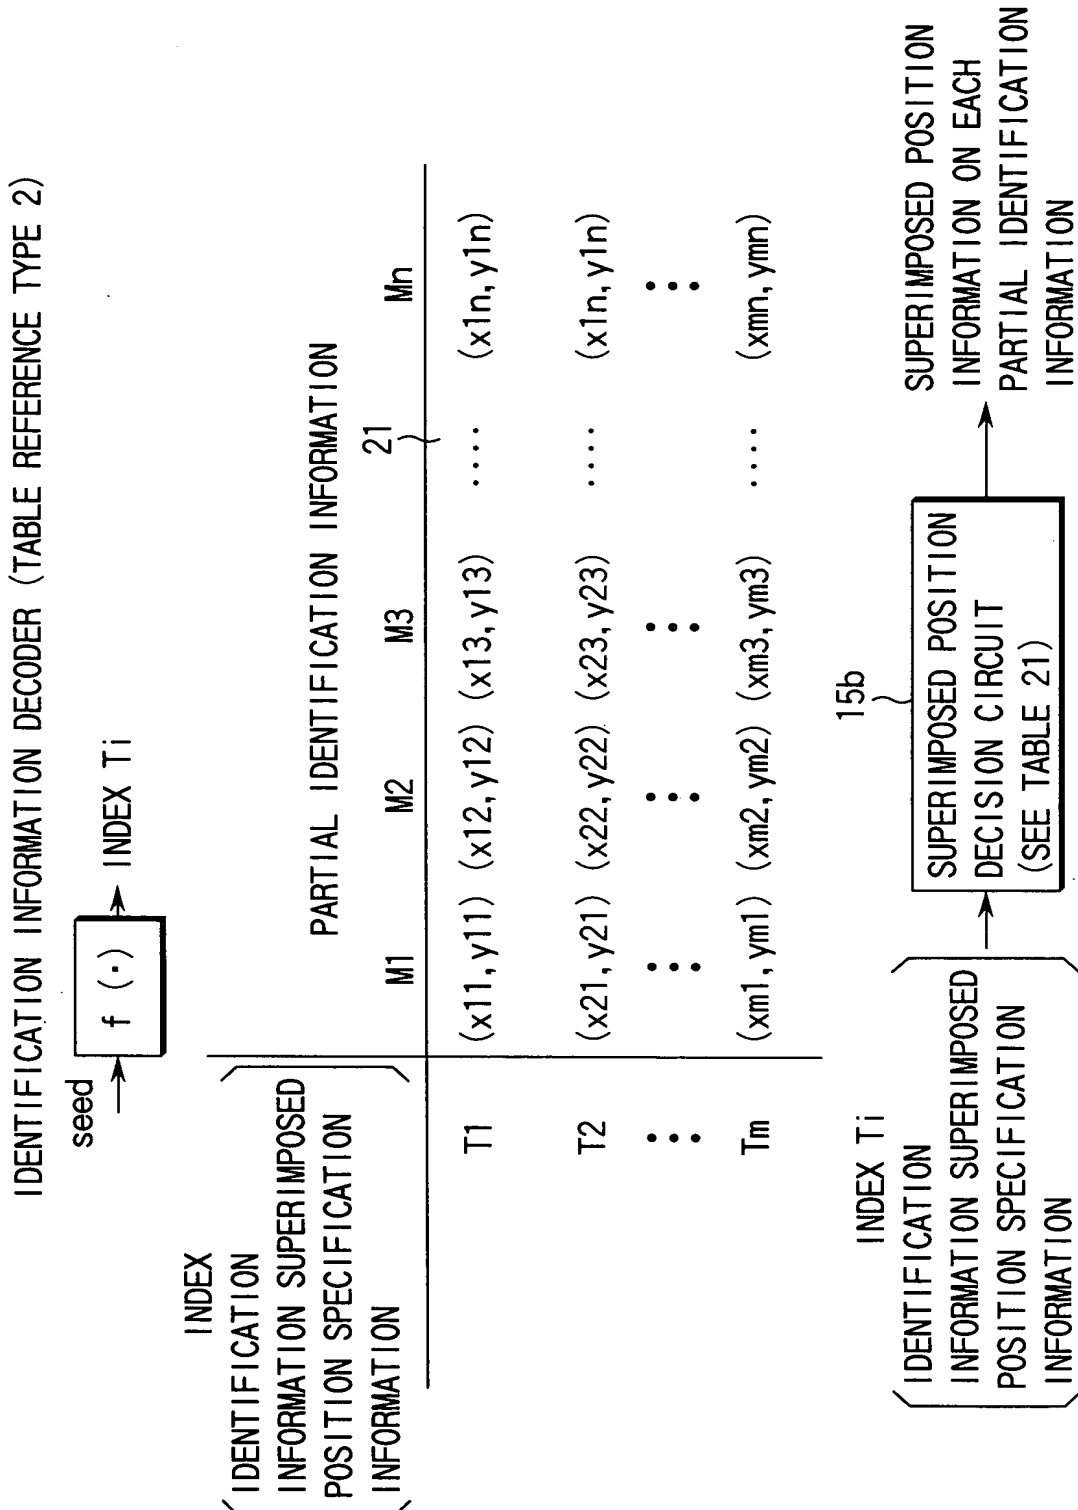 IDENTIFICATION INFORMATION DECODER (TABLE REFERENCE TYPE 2)
seed
f (·)
INDEX Ti
INDEX
IDENTIFICATION
INFORMATION SUPERIMPOSED
POSITION SPECIFICATION
INFORMATION
PARTIAL IDENTIFICATION INFORMATION
21
M1 M2 M3 Mn
T1 (x11, y11) (x12, y12) (x13, y13) .... (x1n, y1n)
T2 (x21, y21) (x22, y22) (x23, y23) .... (x1n, y1n)
Tm (xm1, ym1) (xm2, ym2) (xm3, ym3) .... (xmn, ymn)
INDEX Ti
IDENTIFICATION
INFORMATION SUPERIMPOSED
POSITION SPECIFICATION
INFORMATION
15b
SUPERIMPOSED POSITION
DECISION CIRCUIT
(SEE TABLE 21)
SUPERIMPOSED POSITION
INFORMATION ON EACH
PARTIAL IDENTIFICATION
INFORMATION